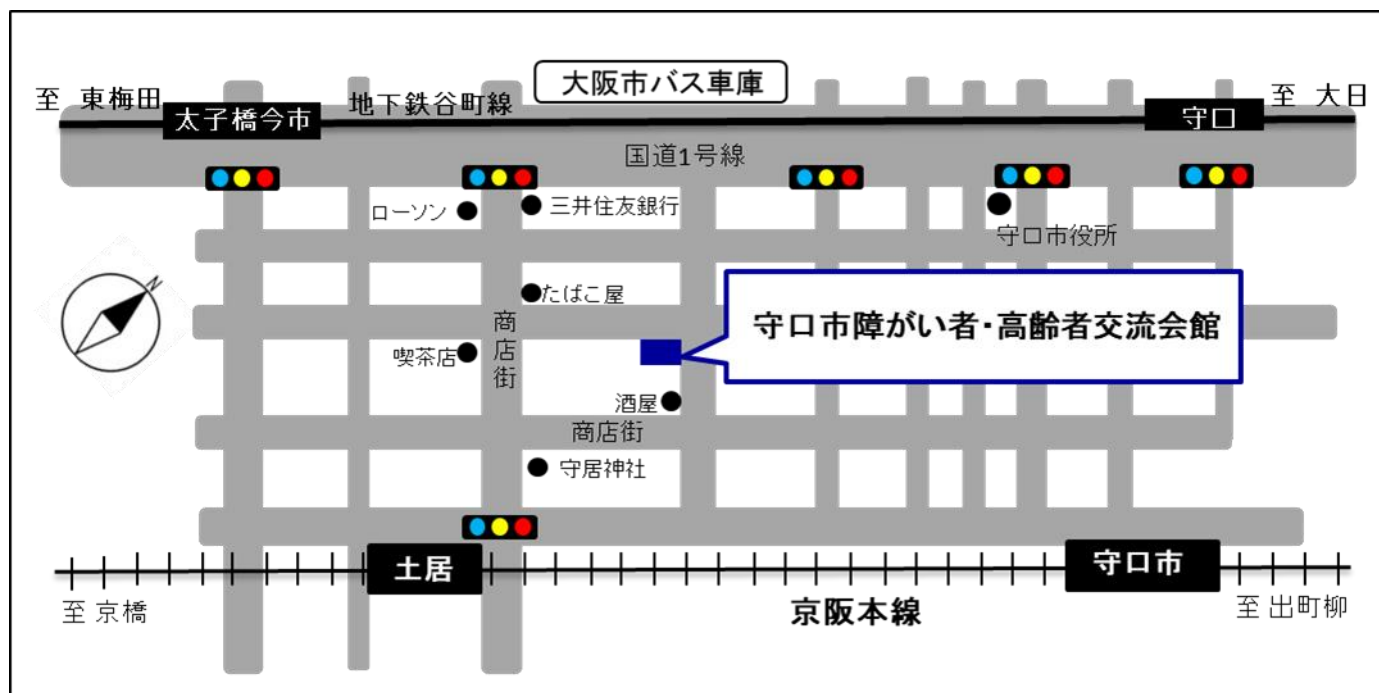 大阪市バス車庫
至 東梅田
地下鉄谷町線
至 大日
太子橋今市
守口
国道1号線
ローソン
三井住友銀行
守口市役所
N
たばこ屋
商店街
守口市障がい者・高齢者交流会館
喫茶店
酒屋
商店街
守居神社
土居
守口市
至 京橋
京阪本線
至 出町柳